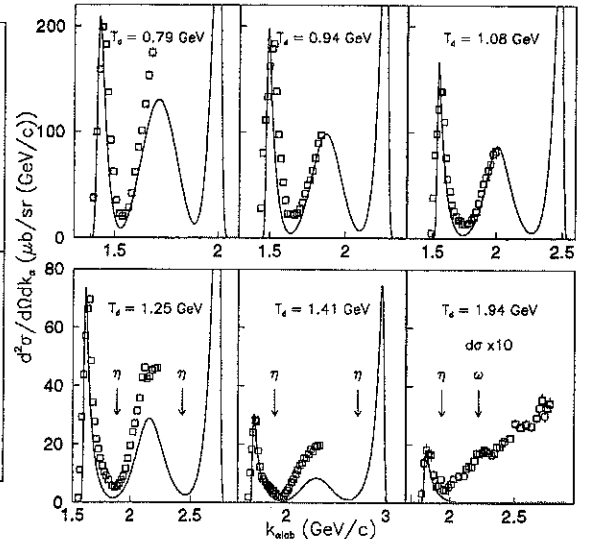 T_d = 0.79 GeV
T_d = 0.94 GeV
T_d = 1.08 GeV
200
100
0
1.5
2
1.5
2
1.5
2
2.5
d²σ/dΩdk_α (μb/sr (GeV/c))
80
60
40
20
0
T_d = 1.25 GeV
T_d = 1.41 GeV
T_d = 1.94 GeV
dσ x10
η
η
η
η
η
ω
1.5
2
2.5
2
3
2
2.5
k_αlab (GeV/c)